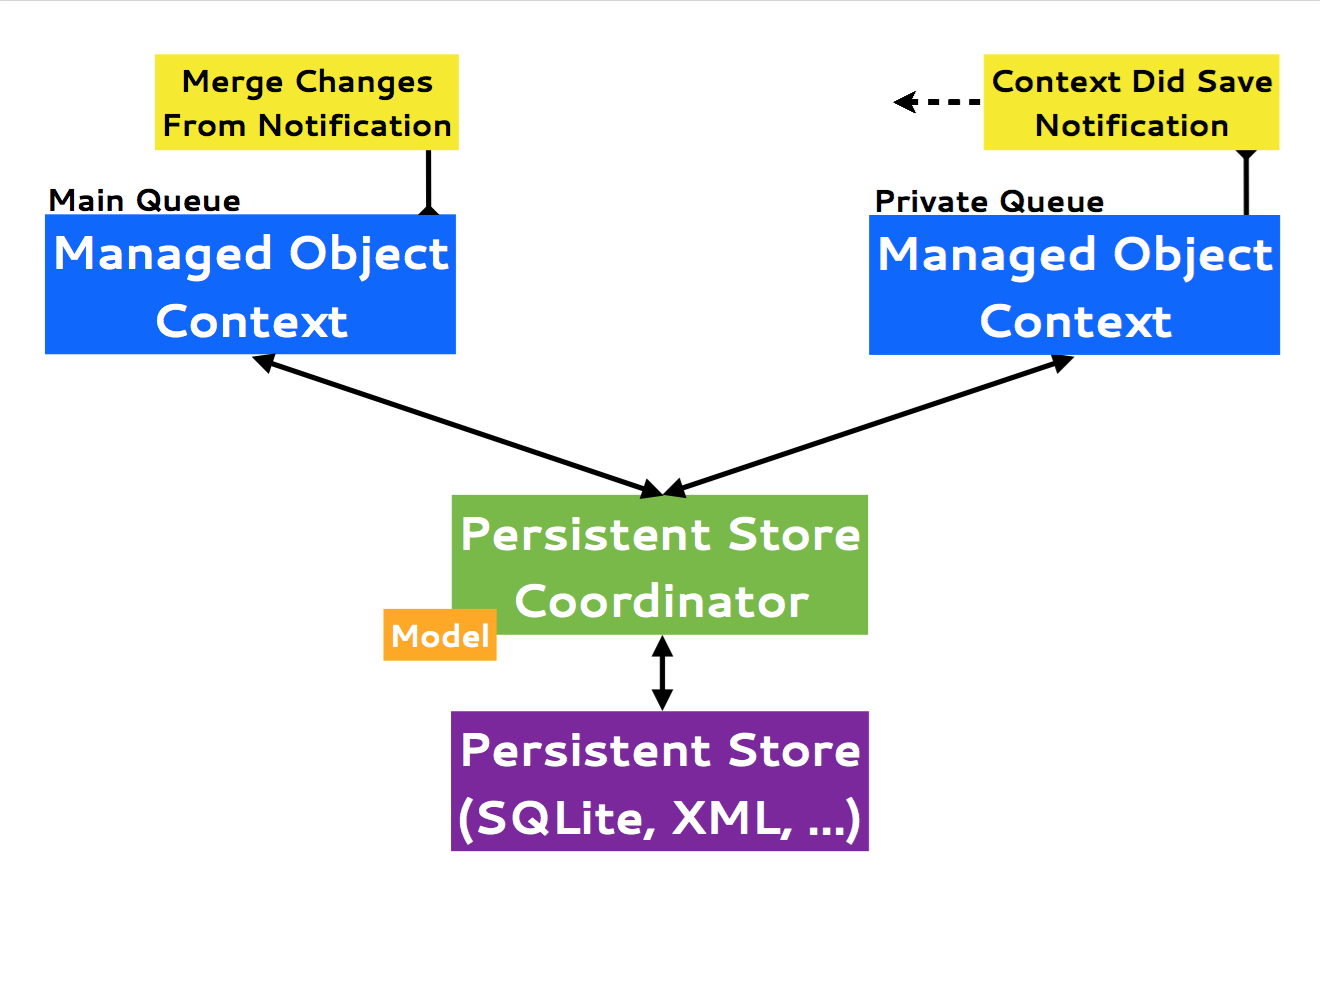 Merge Changes
From Notification
Context Did Save
Notification
Main Queue
Private Queue
Managed Object
Context
Managed Object
Context
Persistent Store
Coordinator
Model
Persistent Store
(SQLite, XML, ...)